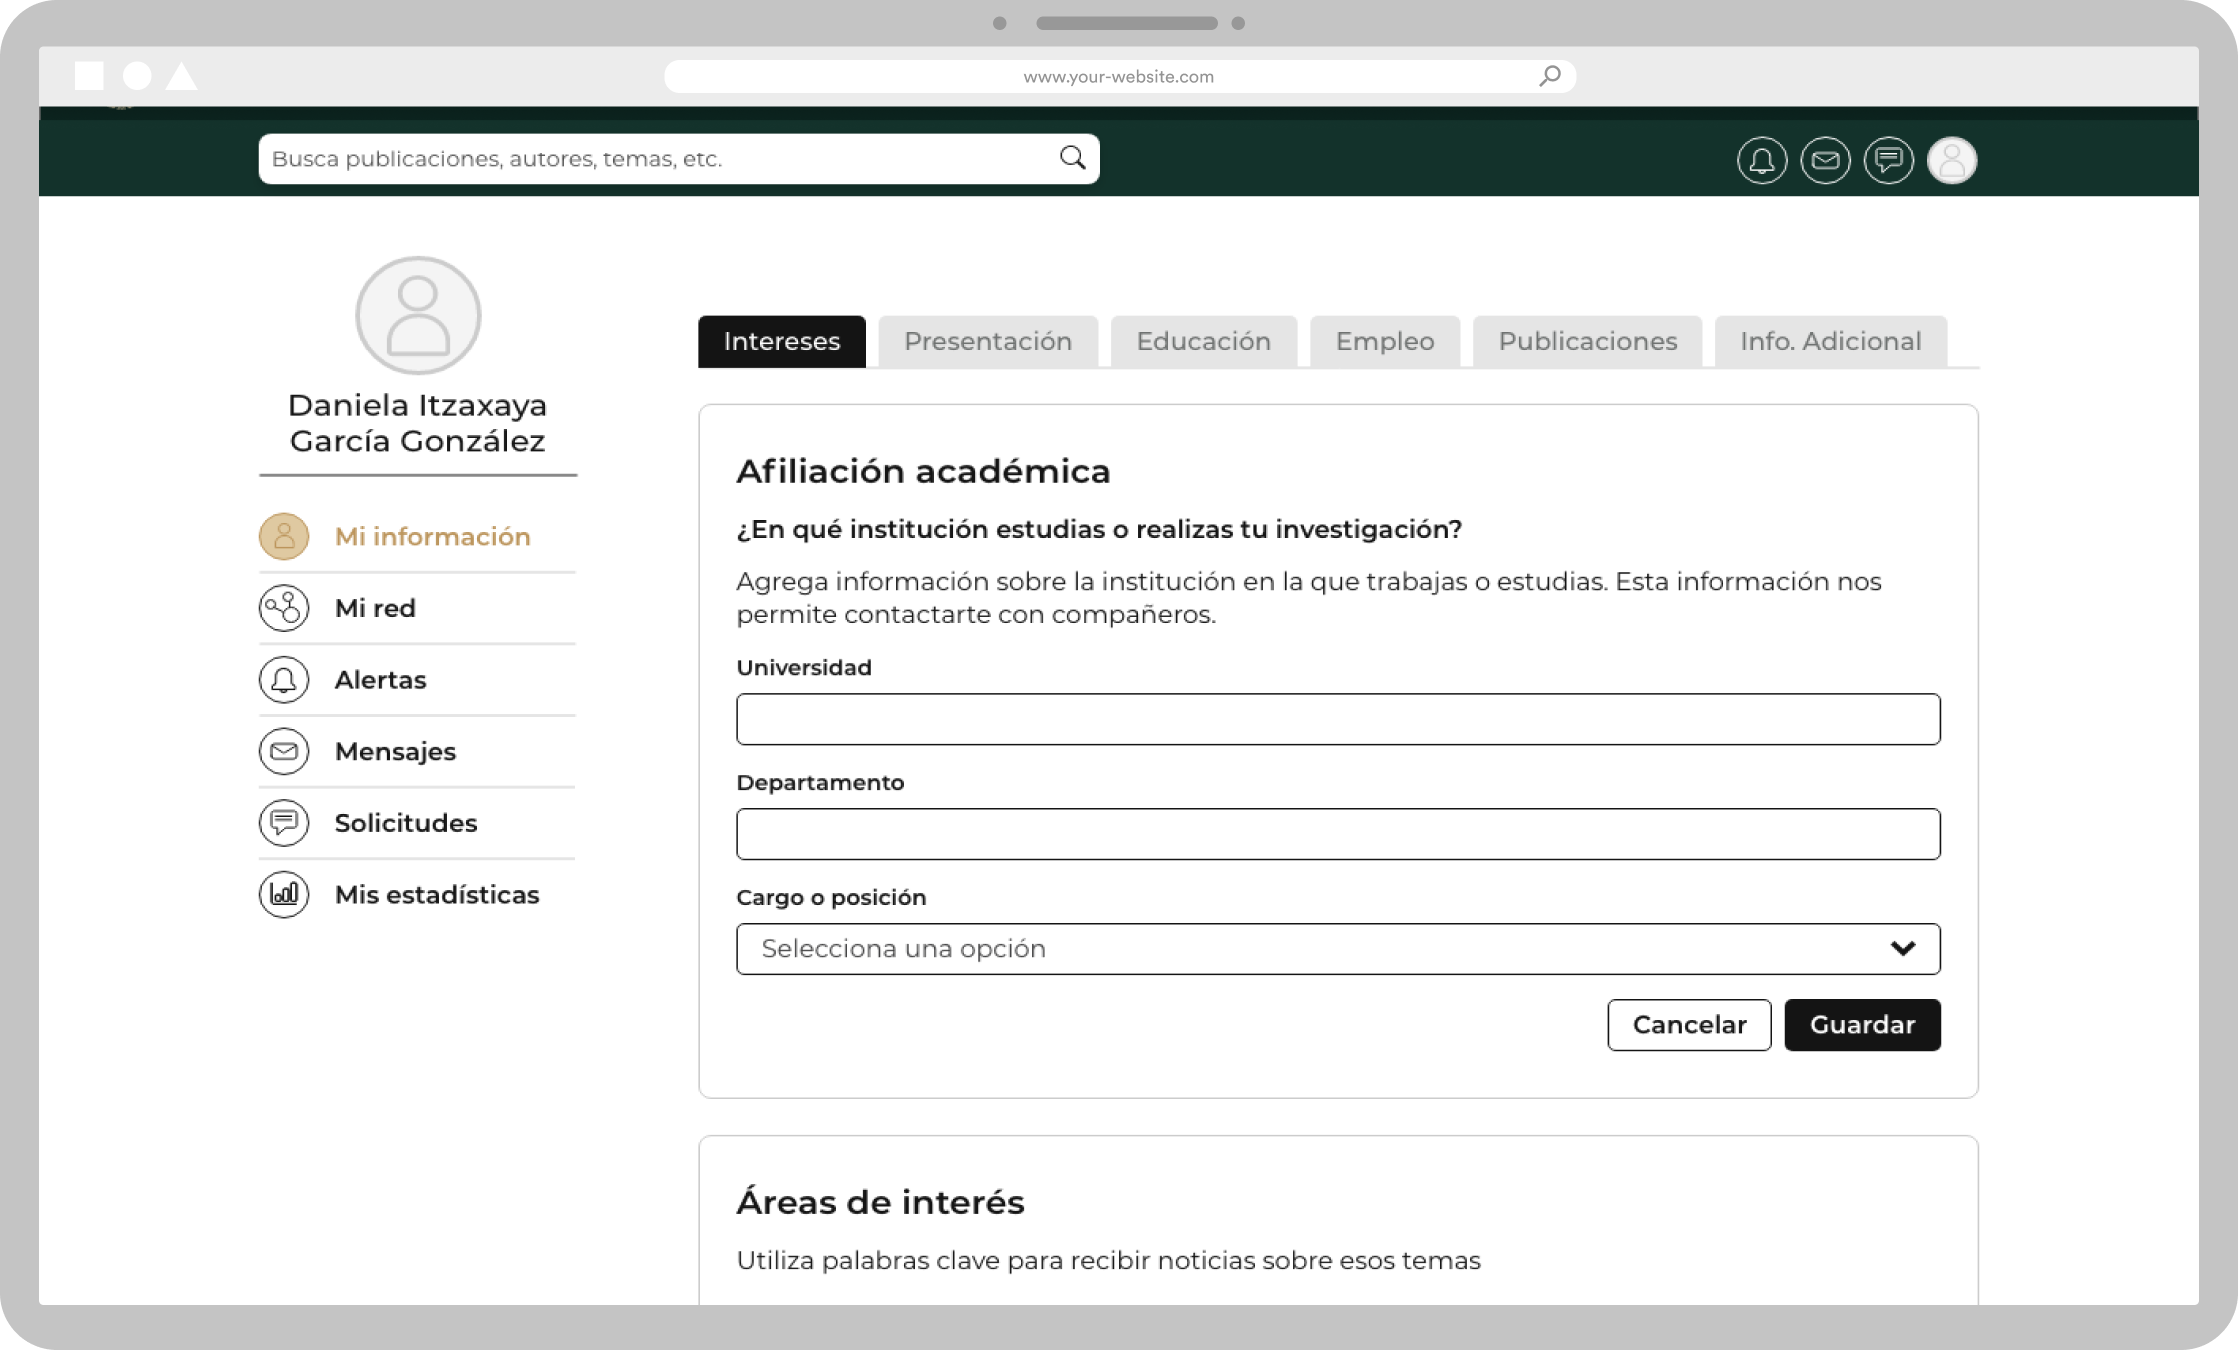 www.your-website.com
Busca publicaciones, autores, temas, etc.
Daniela Itzaxaya
García González
Mi información
Mi red
Alertas
Mensajes
Solicitudes
Mis estadísticas
Intereses
Presentación
Educación
Empleo
Publicaciones
Info. Adicional
Afiliación académica
¿En qué institución estudias o realizas tu investigación?
Agrega información sobre la institución en la que trabajas o estudias. Esta información nos
permite contactarte con compañeros.
Universidad
Departamento
Cargo o posición
Selecciona una opción
Cancelar
Guardar
Áreas de interés
Utiliza palabras clave para recibir noticias sobre esos temas